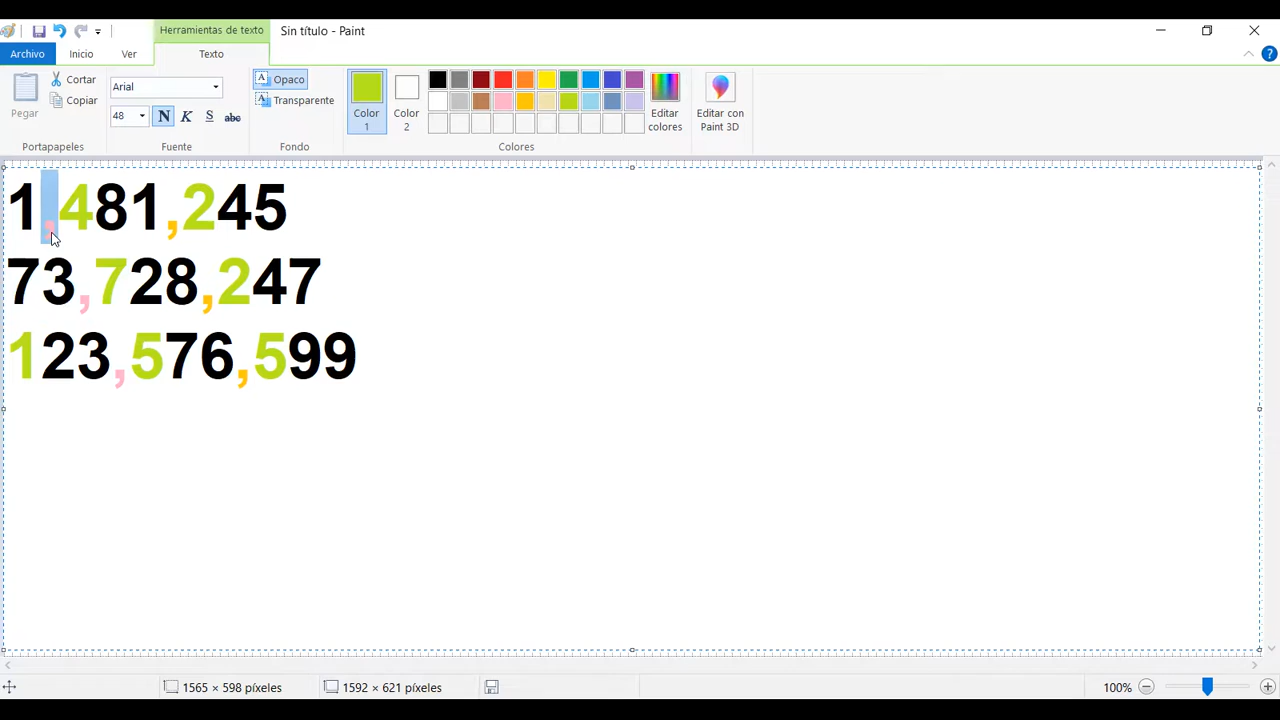 Herramientas de texto
Sin título - Paint
Archivo
Inicio
Ver
Texto
Pegar
Cortar
Copiar
Portapapeles
Arial
48
N K S abc
Fuente
Opaco
Transparente
Fondo
Color 1
Color 2
Editar colores
Colores
Editar con Paint 3D
1,481,245
73,728,247
123,576,599
1565 × 598 píxeles
1592 × 621 píxeles
100%